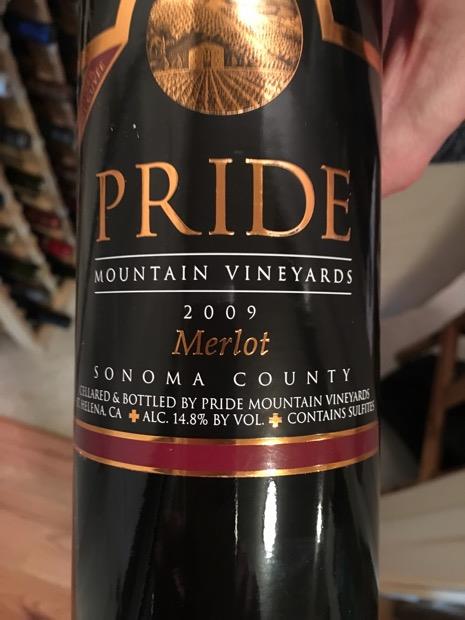 PRIDE
MOUNTAIN VINEYARDS
2009
Merlot
SONOMA COUNTY
CELLARED & BOTTLED BY PRIDE MOUNTAIN VINEYARDS
HELENA, CA ✚ ALC. 14.8% BY VOL. ✚ CONTAINS SULFITES